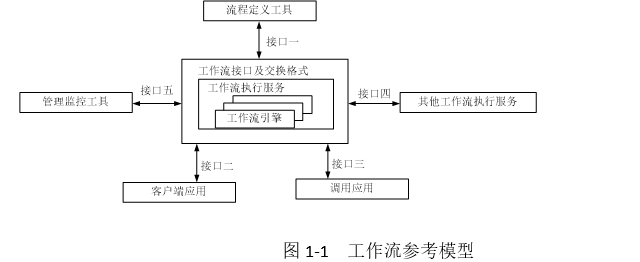 流程定义工具
接口一
工作流接口及交换格式
工作流执行服务
工作流引擎
接口五
管理监控工具
接口四
其他工作流执行服务
接口二
接口三
客户端应用
调用应用
图 1-1 工作流参考模型